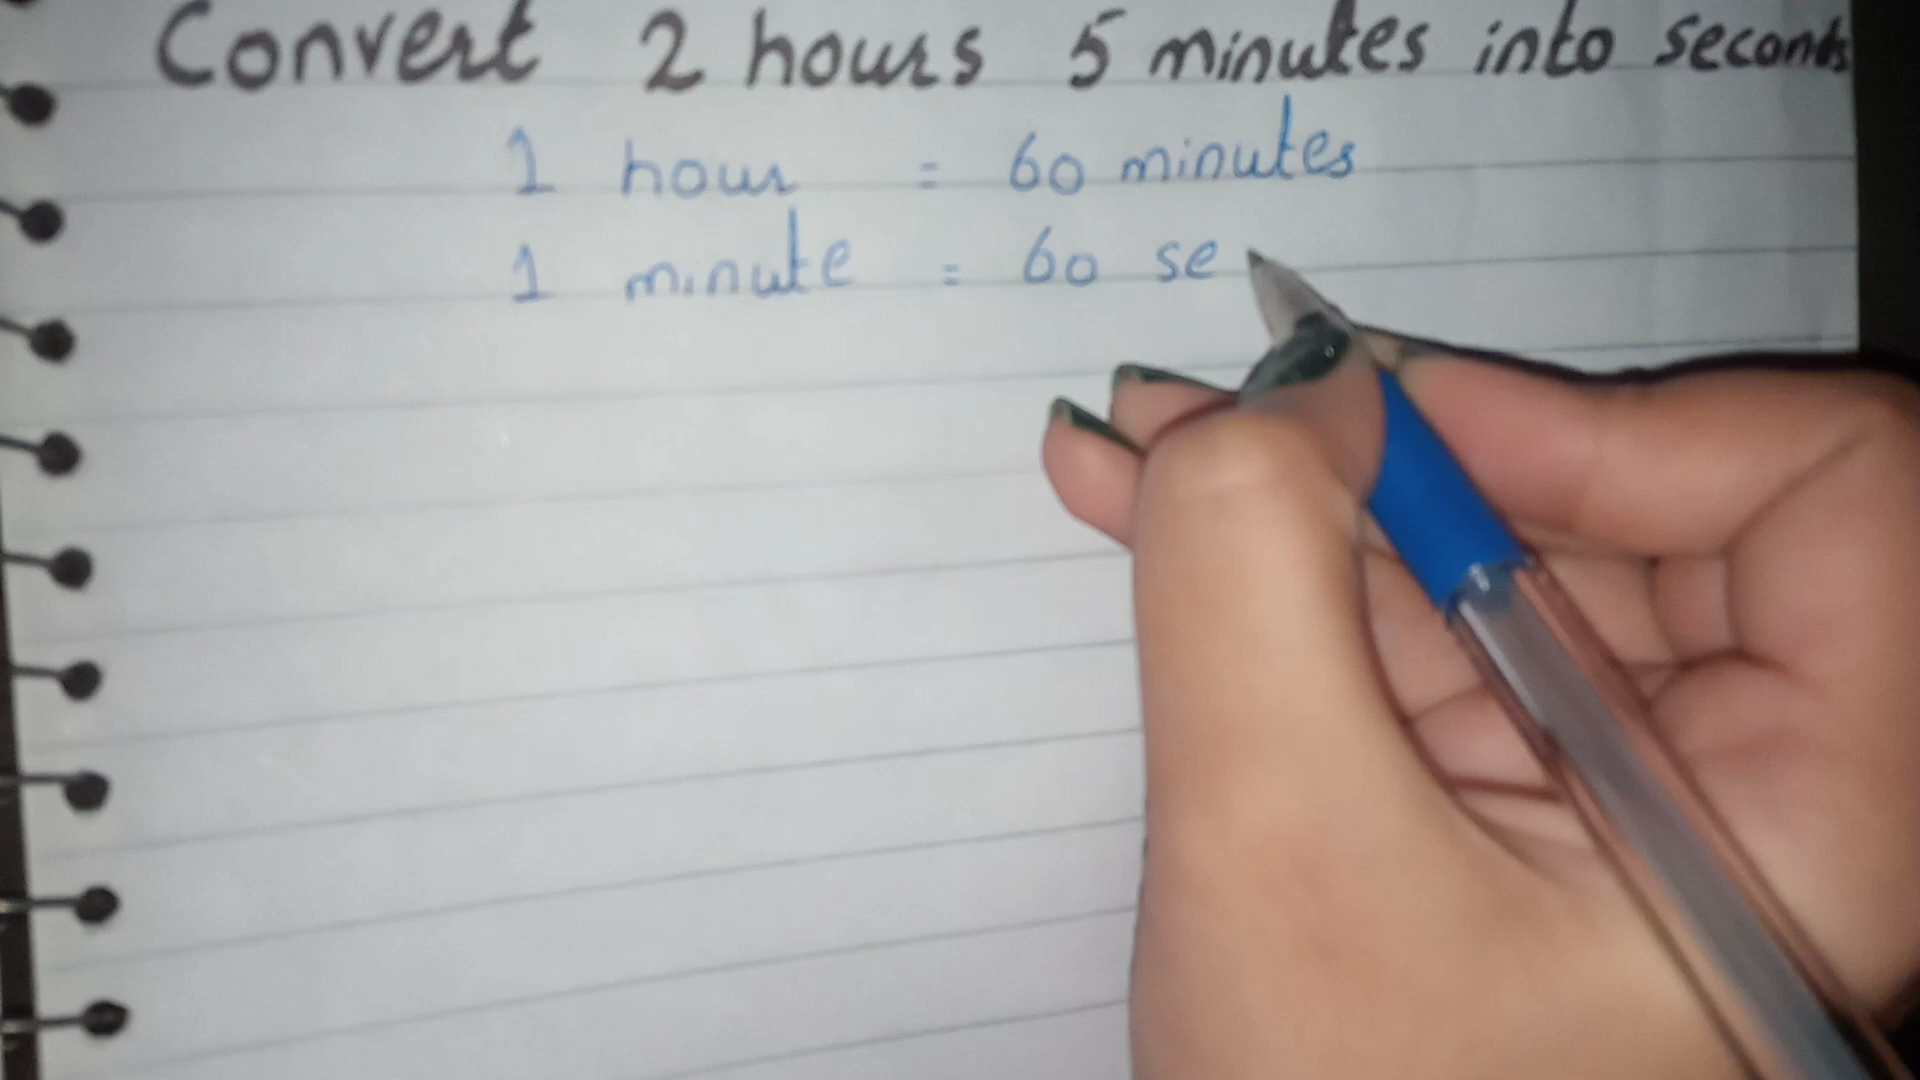 Convert 2 hours 5 minutes into seconds
1 hour = 60 minutes
1 minute = 60 se